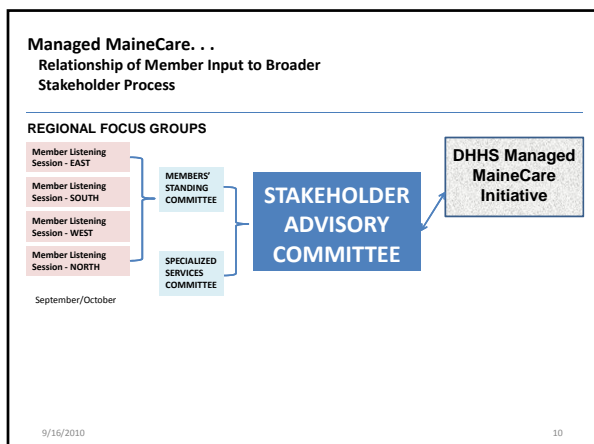 Managed MaineCare. . .
Relationship of Member Input to Broader
Stakeholder Process
REGIONAL FOCUS GROUPS
Member Listening
Session - EAST
Member Listening
Session - SOUTH
Member Listening
Session - WEST
Member Listening
Session - NORTH
September/October
MEMBERS’
STANDING
COMMITTEE
SPECIALIZED
SERVICES
COMMITTEE
STAKEHOLDER
ADVISORY
COMMITTEE
DHHS Managed
MaineCare
Initiative
9/16/2010
10